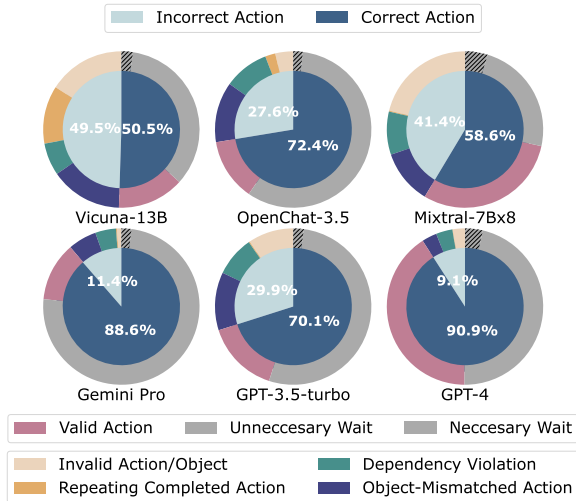 Incorrect Action Correct Action
49.5% 50.5%
27.6%
72.4%
41.4%
58.6%
Vicuna-13B OpenChat-3.5 Mixtral-7Bx8
11.4%
88.6%
29.9%
70.1%
9.1%
90.9%
Gemini Pro GPT-3.5-turbo GPT-4
Valid Action Unneccesary Wait Neccesary Wait
Invalid Action/Object Dependency Violation
Repeating Completed Action Object-Mismatched Action